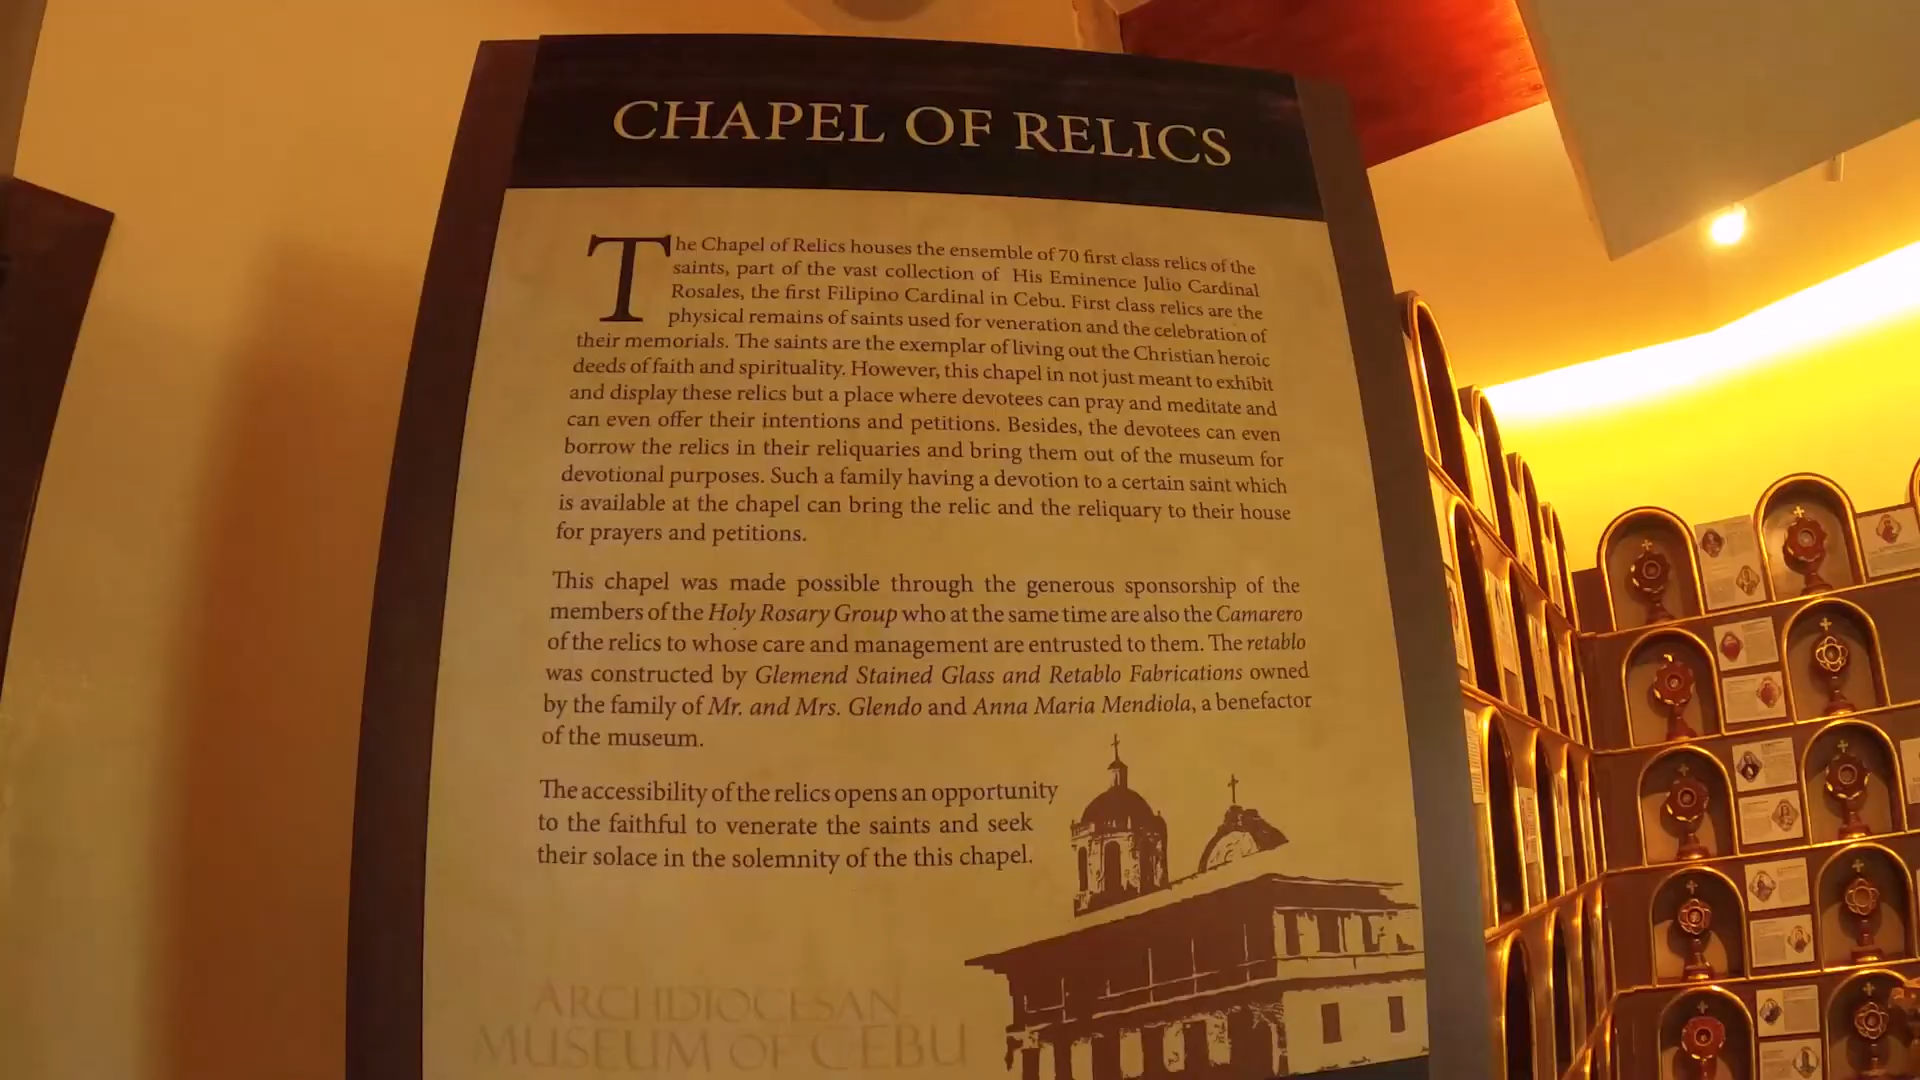 CHAPEL OF RELICS
The Chapel of Relics houses the ensemble of 70 first class relics of the
saints, part of the vast collection of His Eminence Julio Cardinal
Rosales, the first Filipino Cardinal in Cebu. First class relics are the
physical remains of saints used for veneration and the celebration of
their memorials. The saints are the exemplar of living out the Christian heroic
deeds of faith and spirituality. However, this chapel in not just meant to exhibit
and display these relics but a place where devotees can pray and meditate and
can even offer their intentions and petitions. Besides, the devotees can even
borrow the relics in their reliquaries and bring them out of the museum for
devotional purposes. Such a family having a devotion to a certain saint which
is available at the chapel can bring the relic and the reliquary to their house
for prayers and petitions.
This chapel was made possible through the generous sponsorship of the
members of the Holy Rosary Group who at the same time are also the Camarero
of the relics to whose care and management are entrusted to them. The retablo
was constructed by Glemend Stained Glass and Retablo Fabrications owned
by the family of Mr. and Mrs. Glendo and Anna Maria Mendiola, a benefactor
of the museum.
The accessibility of the relics opens an opportunity
to the faithful to venerate the saints and seek
their solace in the solemnity of the this chapel.
ARCHDIOCESAN
MUSEUM OF CEBU